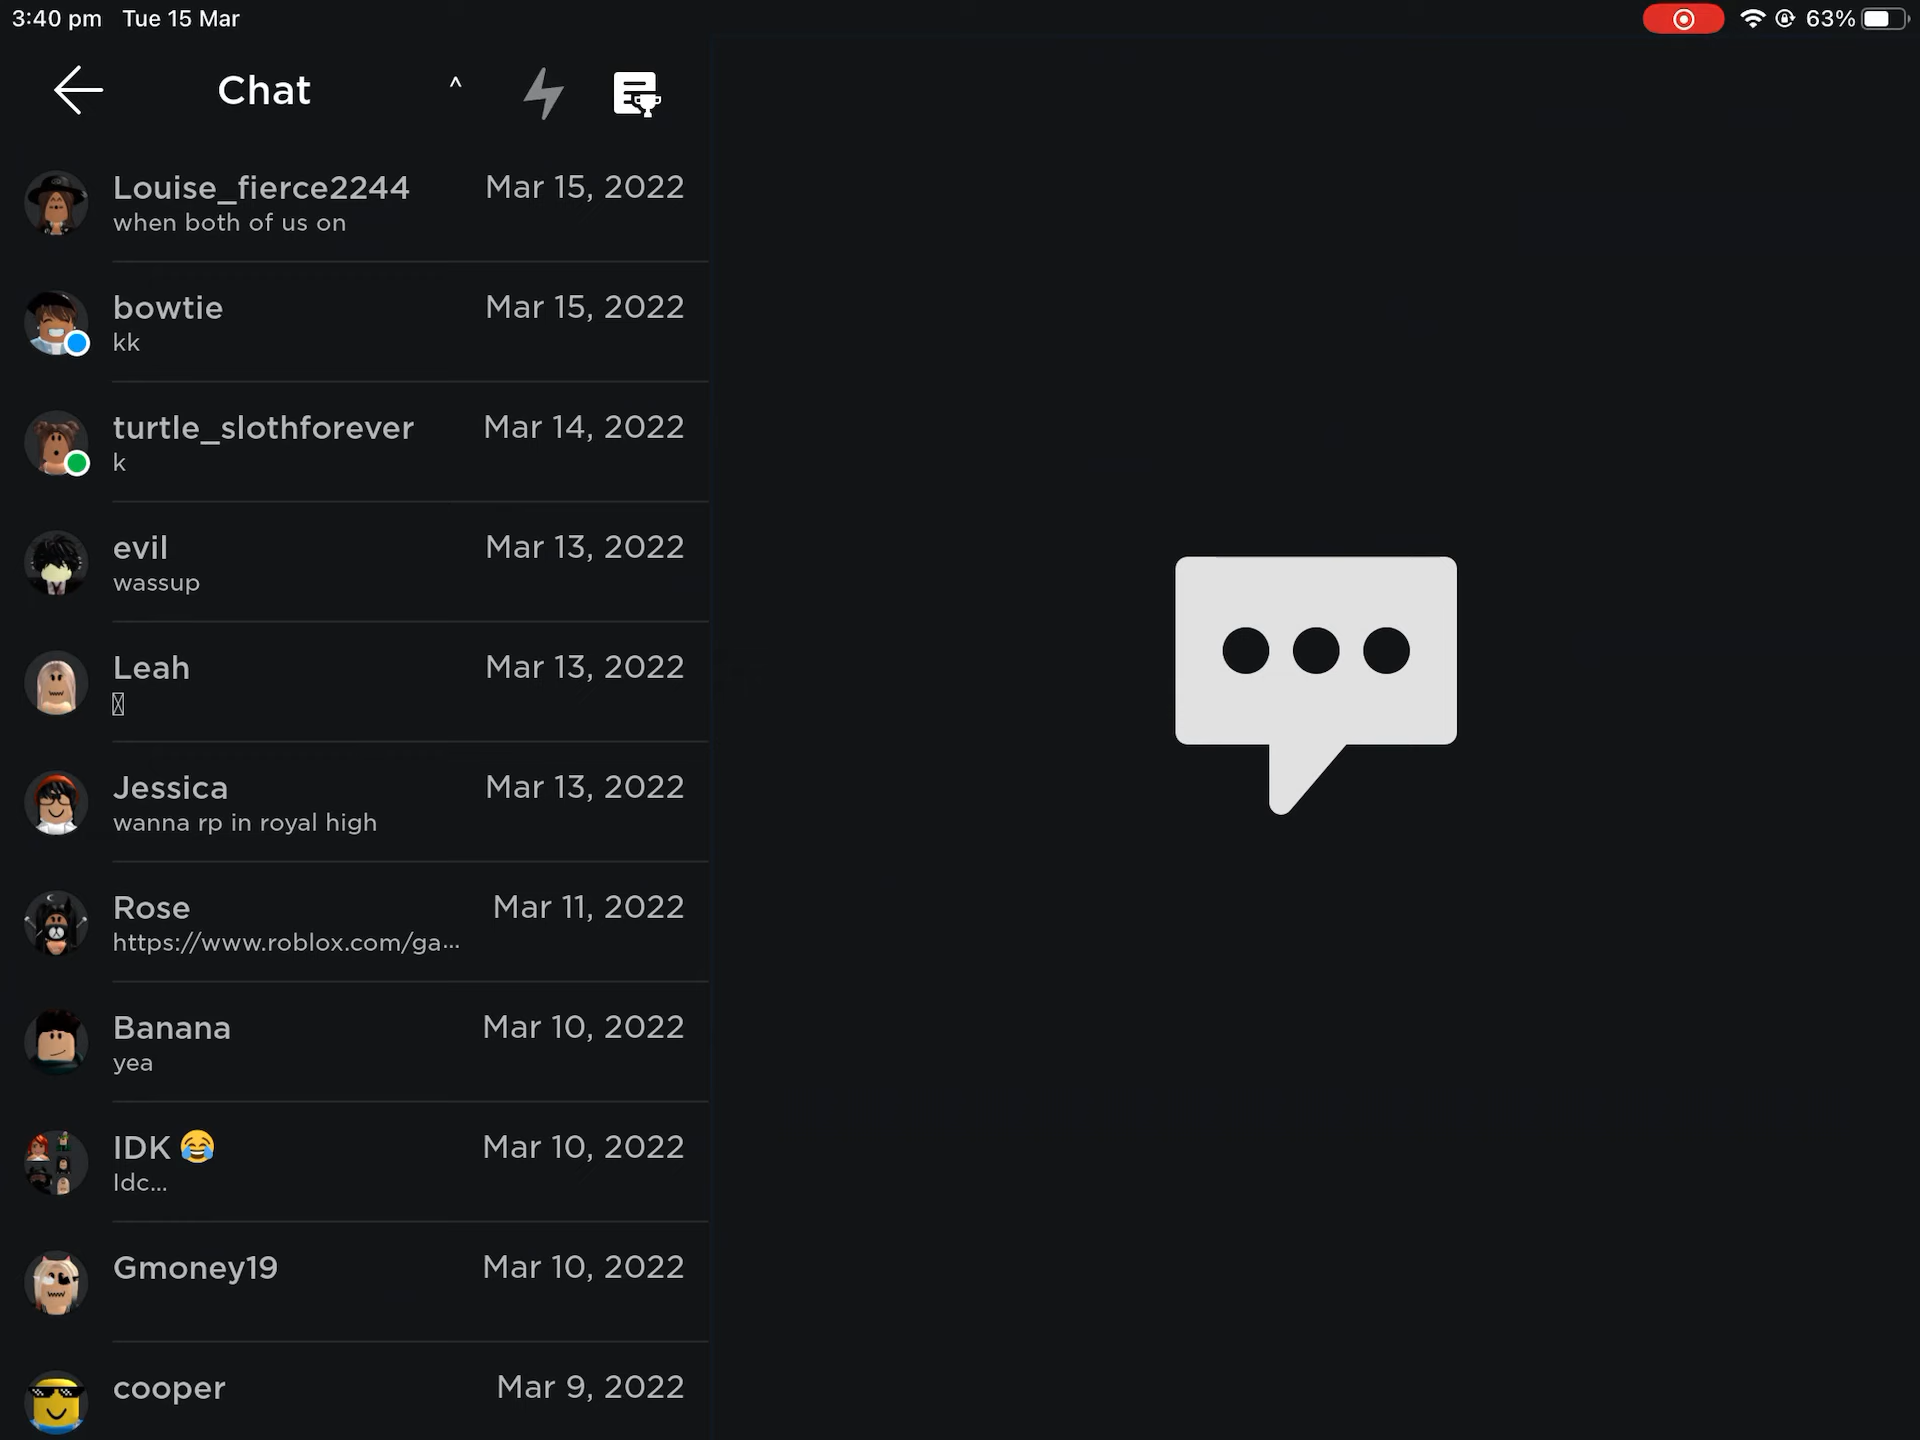 3:40 pm Tue 15 Mar 63%
Chat ^
Louise_fierce2244 Mar 15, 2022
when both of us on
bowtie Mar 15, 2022
kk
turtle_slothforever Mar 14, 2022
k
evil Mar 13, 2022
wassup
Leah Mar 13, 2022
Jessica Mar 13, 2022
wanna rp in royal high
Rose Mar 11, 2022
https://www.roblox.com/ga...
Banana Mar 10, 2022
yea
IDK 😂 Mar 10, 2022
Idc...
Gmoney19 Mar 10, 2022
cooper Mar 9, 2022